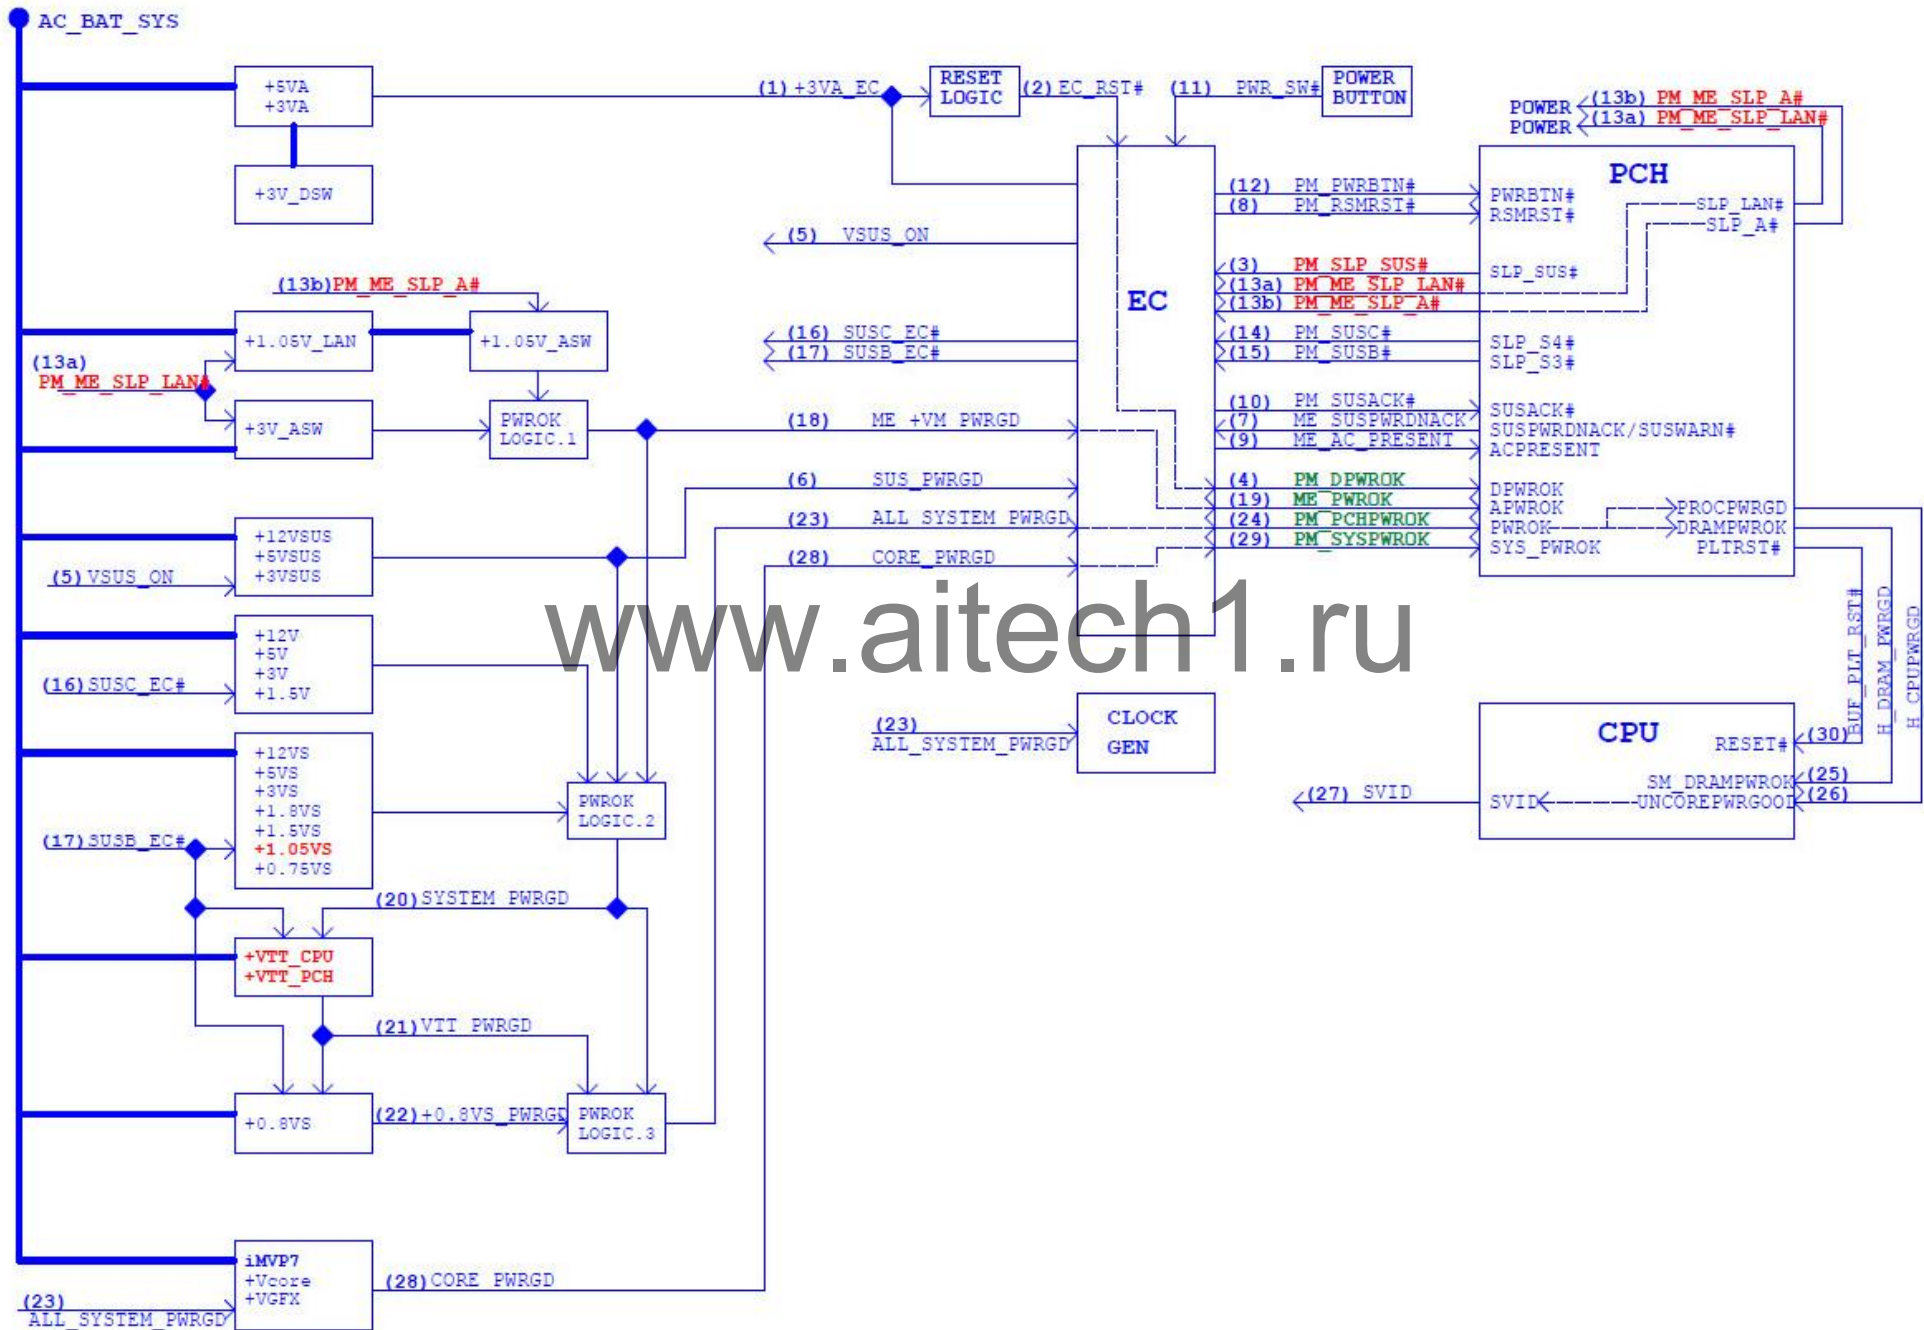 AC_BAT_SYS
+5VA
+3VA
+3V_DSW
(1) +3VA_EC
RESET
LOGIC
(2) EC_RST#
(11) PWR_SW#
POWER
BUTTON
POWER (13b) PM_ME_SLP_A#
POWER (13a) PM_ME_SLP_LAN#
PCH
(12) PM_PWRBTN#
PWRBTN#
(8) PM_RSMRST#
RSMRST#
SLP_LAN#
SLP_A#
(5) VSUS_ON
EC
(3) PM_SLP_SUS#
SLP_SUS#
(13a) PM_ME_SLP_LAN#
(13b) PM_ME_SLP_A#
(13b) PM_ME_SLP_A#
+1.05V_LAN
+1.05V_ASW
(16) SUSC_EC#
(17) SUSB_EC#
(14) PM_SUSC#
SLP_S4#
(15) PM_SUSB#
SLP_S3#
(13a)
PM_ME_SLP_LAN#
+3V_ASW
PWROK
LOGIC.1
(18) ME_+VM_PWRGD
(10) PM_SUSACK#
SUSACK#
(7) ME_SUSPWRDNACK
SUSPWRDNACK/SUSWARN#
(9) ME_AC_PRESENT
ACPRESENT
(6) SUS_PWRGD
(4) PM_DPWROK
DPWROK
(19) ME_PWROK
APWROK
PROCPWRGD
(23) ALL_SYSTEM_PWRGD
(24) PM_PCHPWROK
PWROK
DRAMPWROK
(28) CORE_PWRGD
(29) PM_SYSPWROK
SYS_PWROK
PLTRST#
+12VSUS
+5VSUS
+3VSUS
(5) VSUS_ON
www.aitech1.ru
BUF_PLT_RST#
H_DRAM_PWRGD
H_CPUPWRGD
+12V
+5V
+3V
+1.5V
(16) SUSC_EC#
CLOCK
GEN
(23)
ALL_SYSTEM_PWRGD
CPU
RESET#
(30)
SM_DRAMPWROK
(25)
UNCOREPWRGOOD
(26)
SVID
(27) SVID
+12VS
+5VS
+3VS
+1.8VS
+1.5VS
+1.05VS
+0.75VS
(17) SUSB_EC#
PWROK
LOGIC.2
(20) SYSTEM_PWRGD
+VTT_CPU
+VTT_PCH
(21) VTT_PWRGD
+0.8VS
(22) +0.8VS_PWRGD
PWROK
LOGIC.3
iMVP7
+Vcore
+VGFX
(28) CORE_PWRGD
(23)
ALL_SYSTEM_PWRGD